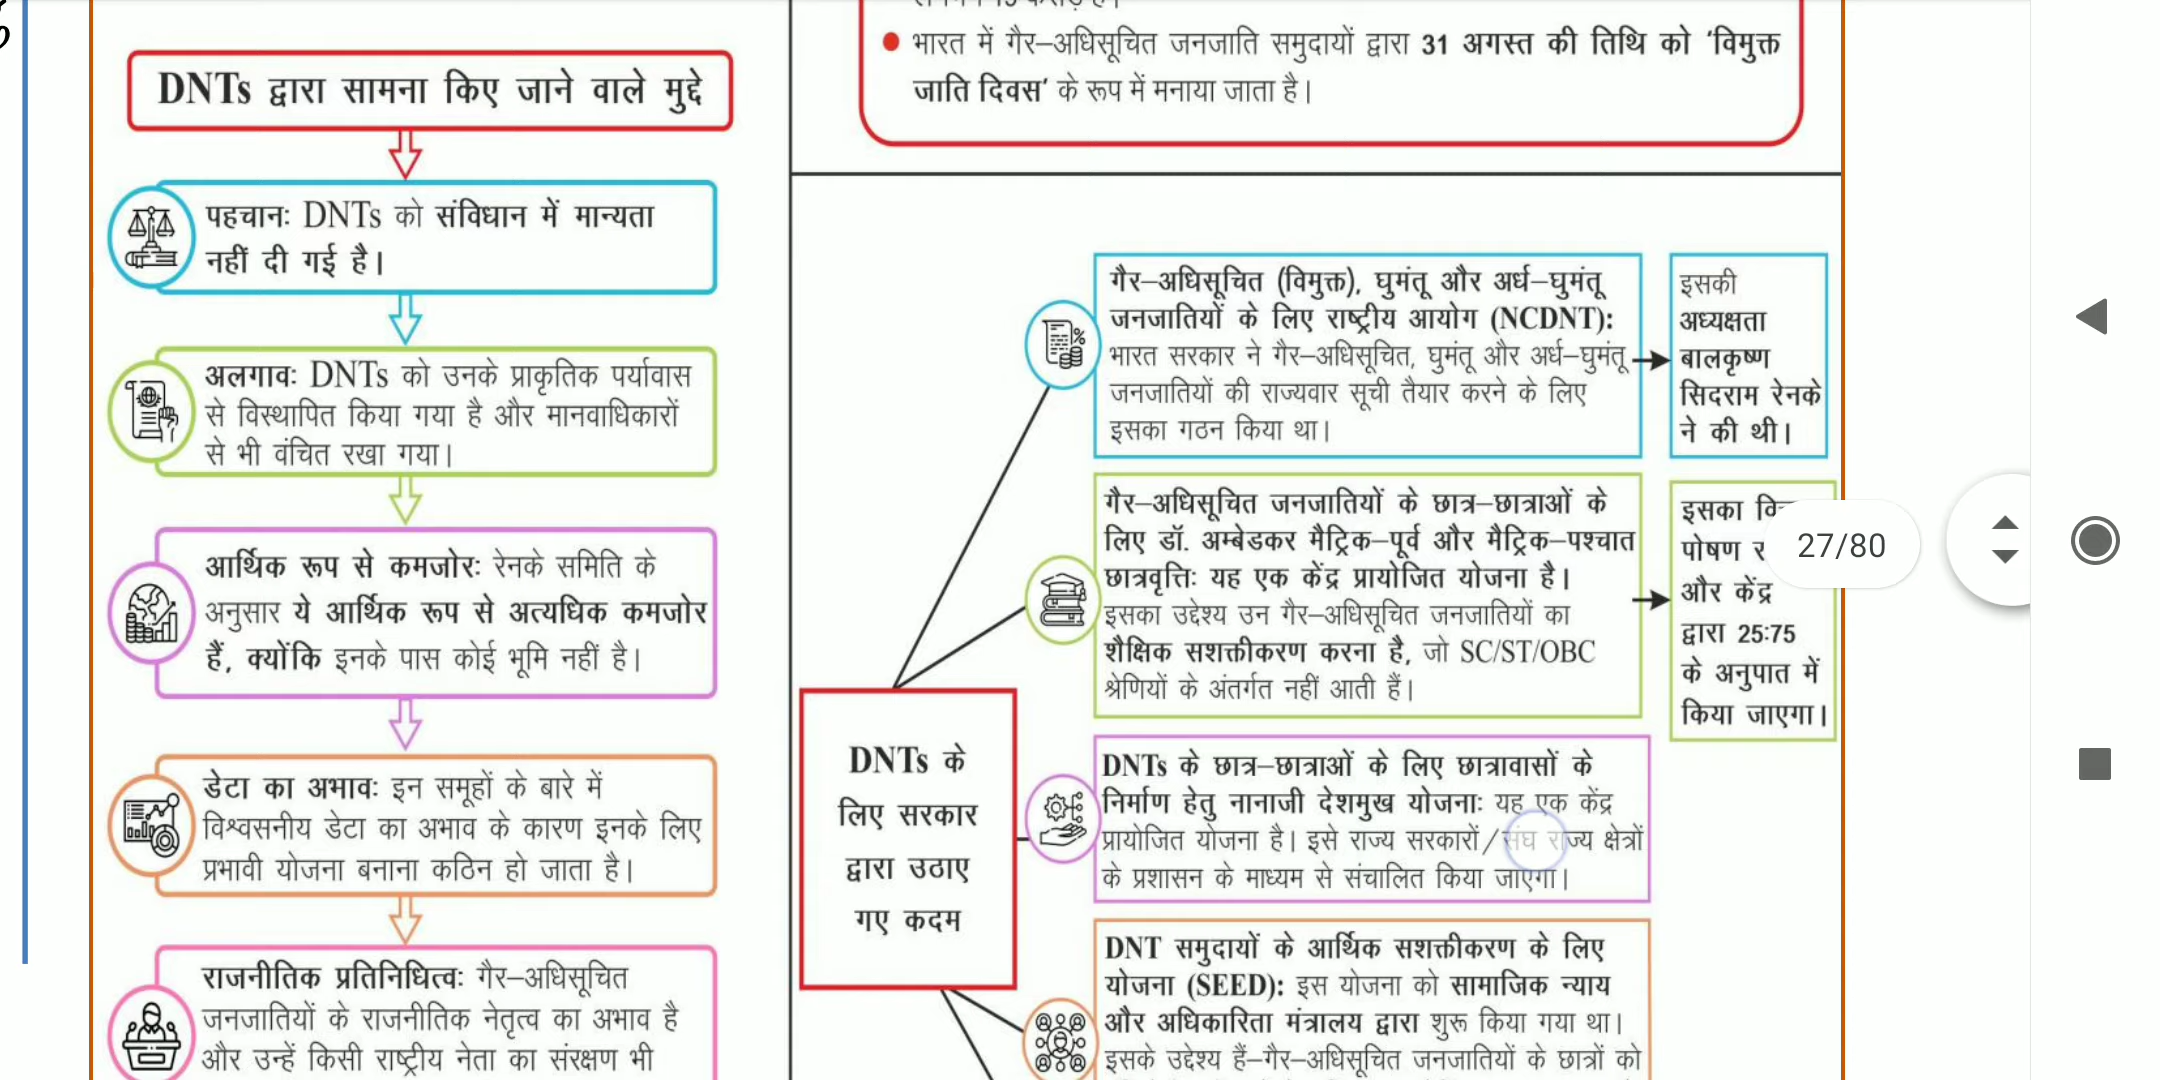 DNTs द्वारा सामना किए जाने वाले मुद्दे
पहचानः DNTs को संविधान में मान्यता
नहीं दी गई है।
अलगावः DNTs को उनके प्राकृतिक पर्यावास
से विस्थापित किया गया है और मानवाधिकारों
से भी वंचित रखा गया।
आर्थिक रूप से कमजोरः रेनके समिति के
अनुसार ये आर्थिक रूप से अत्यधिक कमजोर
हैं, क्योंकि इनके पास कोई भूमि नहीं है।
डेटा का अभावः इन समूहों के बारे में
विश्वसनीय डेटा का अभाव के कारण इनके लिए
प्रभावी योजना बनाना कठिन हो जाता है।
राजनीतिक प्रतिनिधित्वः गैर–अधिसूचित
जनजातियों के राजनीतिक नेतृत्व का अभाव है
और उन्हें किसी राष्ट्रीय नेता का संरक्षण भी
● भारत में गैर–अधिसूचित जनजाति समुदायों द्वारा 31 अगस्त की तिथि को ‘विमुक्त
जाति दिवस’ के रूप में मनाया जाता है।
DNTs के
लिए सरकार
द्वारा उठाए
गए कदम
गैर–अधिसूचित (विमुक्त), घुमंतू और अर्ध–घुमंतू
जनजातियों के लिए राष्ट्रीय आयोग (NCDNT):
भारत सरकार ने गैर–अधिसूचित, घुमंतू और अर्ध–घुमंतू
जनजातियों की राज्यवार सूची तैयार करने के लिए
इसका गठन किया था।
इसकी
अध्यक्षता
बालकृष्ण
सिदराम रेनके
ने की थी।
गैर–अधिसूचित जनजातियों के छात्र–छात्राओं के
लिए डॉ. अम्बेडकर मैट्रिक–पूर्व और मैट्रिक–पश्चात
छात्रवृत्तिः यह एक केंद्र प्रायोजित योजना है।
इसका उद्देश्य उन गैर–अधिसूचित जनजातियों का
शैक्षिक सशक्तीकरण करना है, जो SC/ST/OBC
श्रेणियों के अंतर्गत नहीं आती हैं।
इसका
पोषण
और केंद्र
द्वारा 25:75
के अनुपात में
किया जाएगा।
27/80
DNTs के छात्र–छात्राओं के लिए छात्रावासों के
निर्माण हेतु नानाजी देशमुख योजनाः यह एक केंद्र
प्रायोजित योजना है। इसे राज्य सरकारों/संघ राज्य क्षेत्रों
के प्रशासन के माध्यम से संचालित किया जाएगा।
DNT समुदायों के आर्थिक सशक्तीकरण के लिए
योजना (SEED): इस योजना को सामाजिक न्याय
और अधिकारिता मंत्रालय द्वारा शुरू किया गया था।
इसके उद्देश्य हैं–गैर–अधिसूचित जनजातियों के छात्रों को